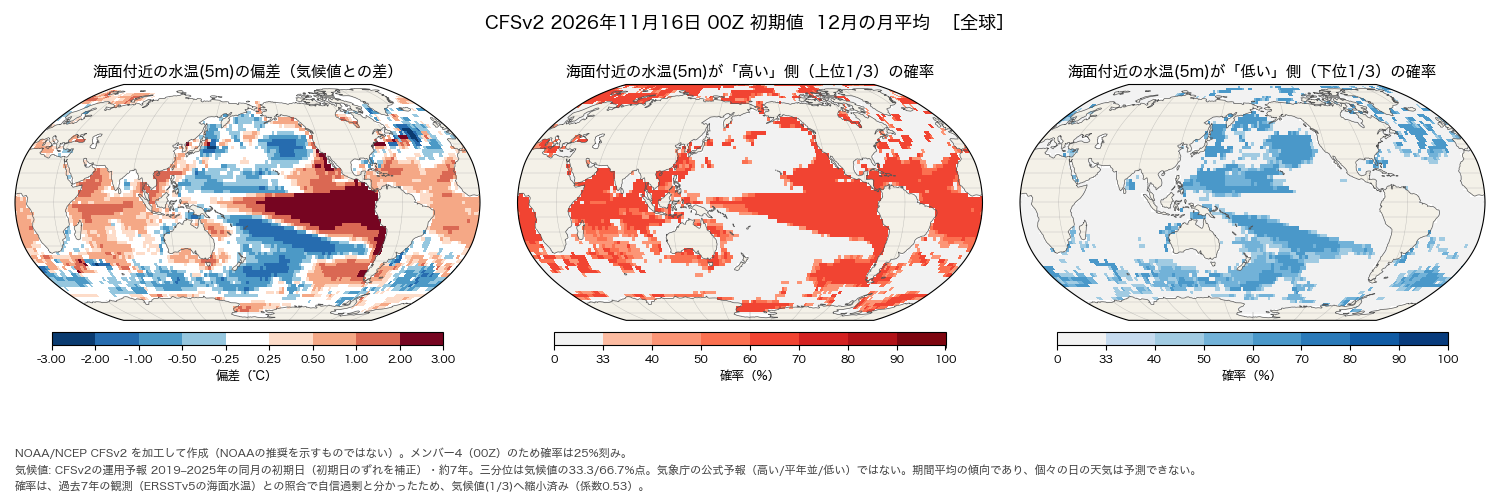 CFSv2 2026年11月16日 00Z 初期値 12月の月平均 ［全球］
海面付近の水温(5m)の偏差（気候値との差）
海面付近の水温(5m)が「高い」側（上位1/3）の確率
海面付近の水温(5m)が「低い」側（下位1/3）の確率
-3.00 -2.00 -1.00 -0.50 -0.25 0.25 0.50 1.00 2.00 3.00
偏差（℃）
0 33 40 50 60 70 80 90 100
確率（%）
0 33 40 50 60 70 80 90 100
確率（%）
NOAA/NCEP CFSv2 を加工して作成（NOAAの推奨を示すものではない）。メンバー4（00Z）のため確率は25%刻み。
気候値: CFSv2の運用予報 2019–2025年の同月の初期日（初期日のずれを補正）・約7年。三分位は気候値の33.3/66.7%点。気象庁の公式予報（高い/平年並/低い）ではない。期間平均の傾向であり、個々の日の天気は予測できない。
確率は、過去7年の観測（ERSSTv5の海面水温）との照合で自信過剰と分かったため、気候値(1/3)へ縮小済み（係数0.53）。